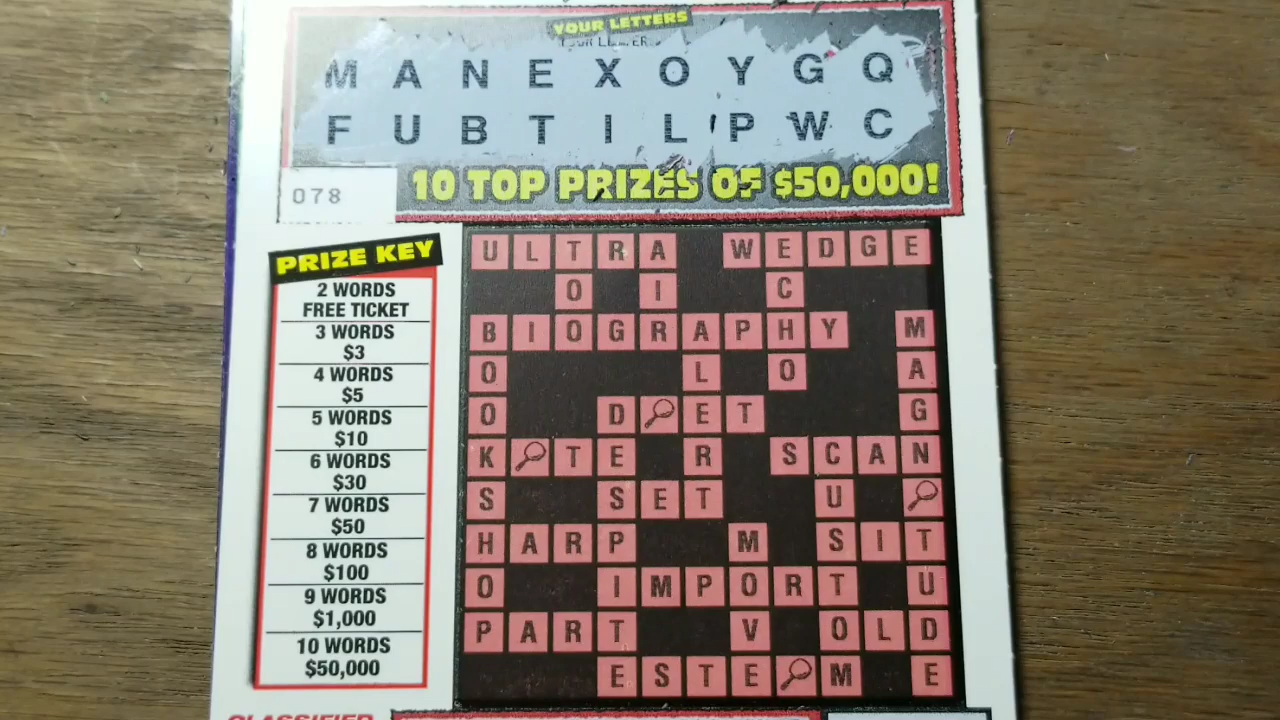 YOUR LETTERS
M A N E X O Y G Q
F U B T I L P W C
078
10 TOP PRIZES OF $50,000!
PRIZE KEY
2 WORDS
FREE TICKET
3 WORDS
$3
4 WORDS
$5
5 WORDS
$10
6 WORDS
$30
7 WORDS
$50
8 WORDS
$100
9 WORDS
$1,000
10 WORDS
$50,000
U L T R A W E D G E
O I C
B I O G R A P H Y M
O L O A
O D E T G
K T E R S C A N
S S E T U
H A R P M S I T
O I M P O R T U
P A R T V O L D
E S T E M E